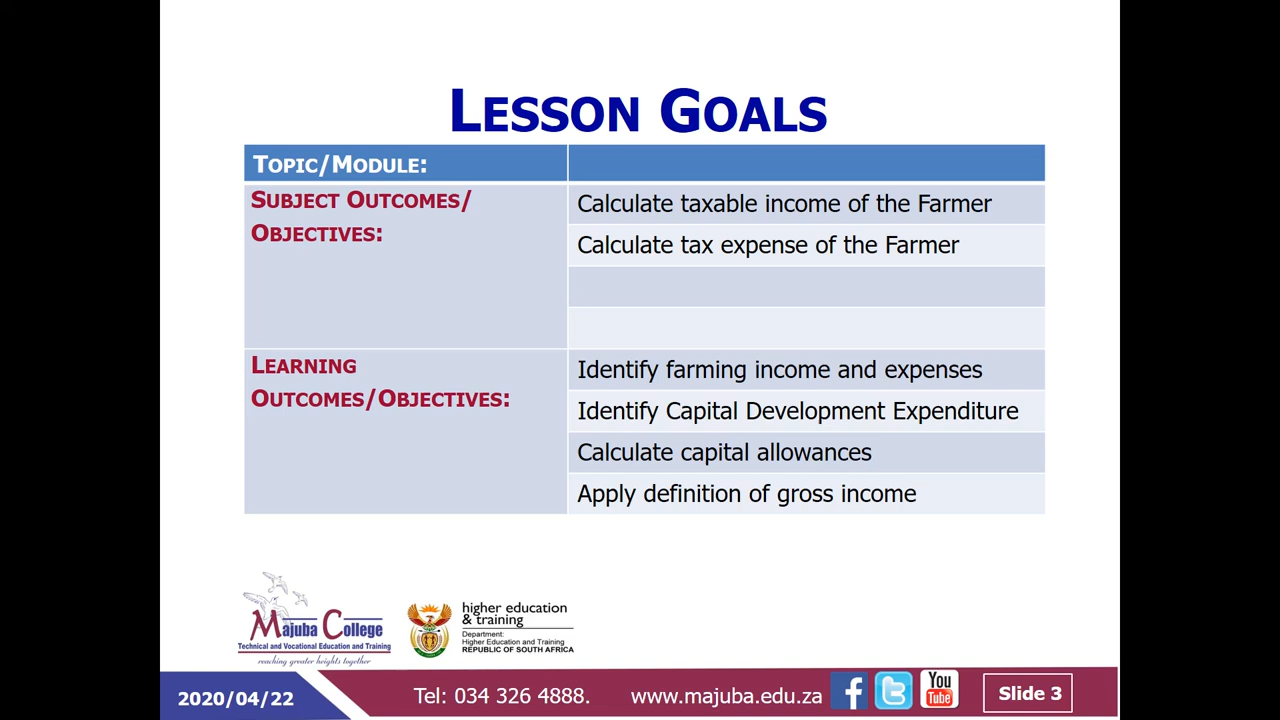 LESSON GOALS
TOPIC/MODULE:
SUBJECT OUTCOMES/
OBJECTIVES:
Calculate taxable income of the Farmer
Calculate tax expense of the Farmer
LEARNING
OUTCOMES/OBJECTIVES:
Identify farming income and expenses
Identify Capital Development Expenditure
Calculate capital allowances
Apply definition of gross income
Majuba College
Technical and Vocational Education and Training
reaching greater heights together
higher education
& training
Department:
Higher Education and Training
REPUBLIC OF SOUTH AFRICA
2020/04/22
Tel: 034 326 4888.
www.majuba.edu.za
You
Tube
Slide 3